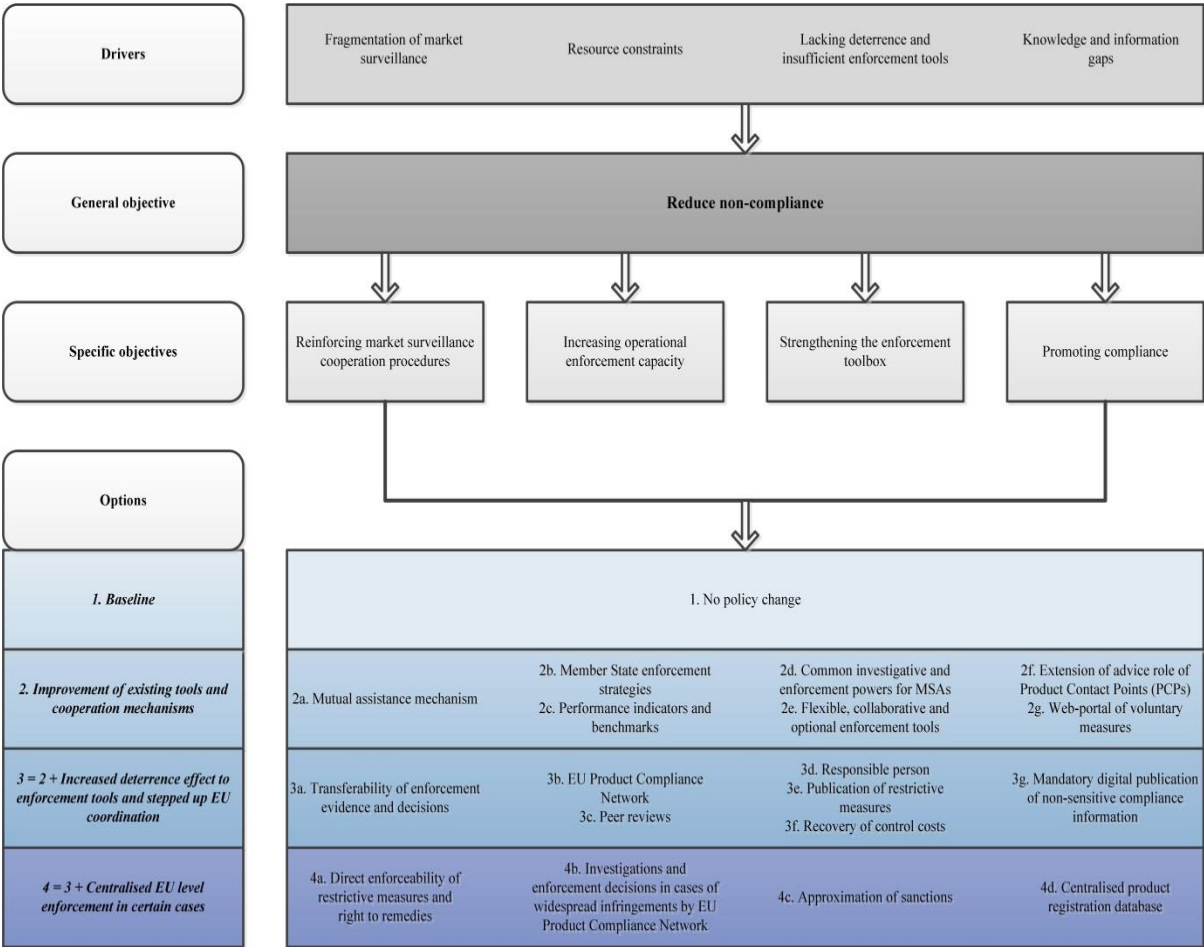 Drivers
Fragmentation of market
surveillance
Resource constraints
Lacking deterrence and
insufficient enforcement tools
Knowledge and information
gaps
General objective
Reduce non-compliance
Specific objectives
Reinforcing market surveillance
cooperation procedures
Increasing operational
enforcement capacity
Strengthening the enforcement
toolbox
Promoting compliance
Options
1. Baseline
1. No policy change
2. Improvement of existing tools and
cooperation mechanisms
2a. Mutual assistance mechanism
2b. Member State enforcement
strategies
2c. Performance indicators and
benchmarks
2d. Common investigative and
enforcement powers for MSAs
2e. Flexible, collaborative and
optional enforcement tools
2f. Extension of advice role of
Product Contact Points (PCPs)
2g. Web-portal of voluntary
measures
3 = 2 + Increased deterrence effect to
enforcement tools and stepped up EU
coordination
3a. Transferability of enforcement
evidence and decisions
3b. EU Product Compliance
Network
3c. Peer reviews
3d. Responsible person
3e. Publication of restrictive
measures
3f. Recovery of control costs
3g. Mandatory digital publication
of non-sensitive compliance
information
4 = 3 + Centralised EU level
enforcement in certain cases
4a. Direct enforceability of
restrictive measures and
right to remedies
4b. Investigations and
enforcement decisions in cases of
widespread infringements by EU
Product Compliance Network
4c. Approximation of sanctions
4d. Centralised product
registration database